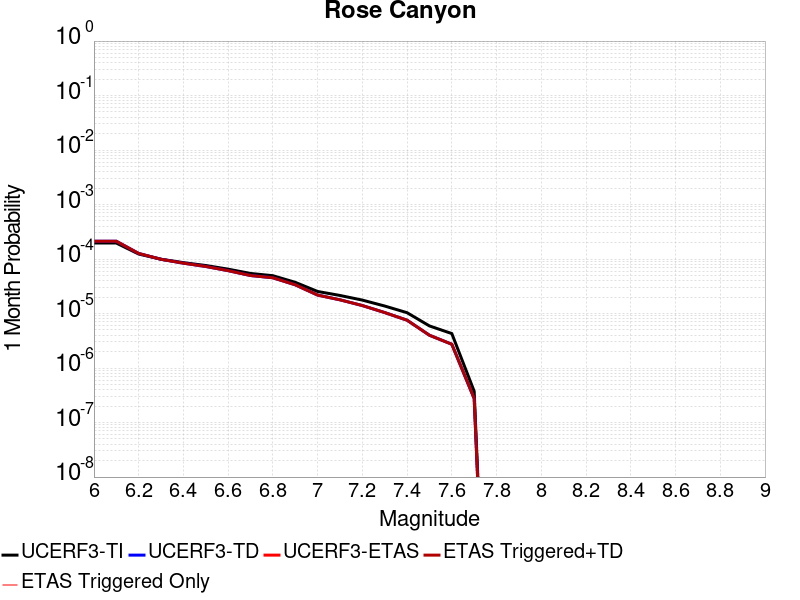 Rose Canyon
10^0
10^-1
10^-2
10^-3
10^-4
10^-5
10^-6
10^-7
10^-8
1 Month Probability
6 6.2 6.4 6.6 6.8 7 7.2 7.4 7.6 7.8 8 8.2 8.4 8.6 8.8 9
Magnitude
UCERF3-TI UCERF3-TD UCERF3-ETAS ETAS Triggered+TD
ETAS Triggered Only